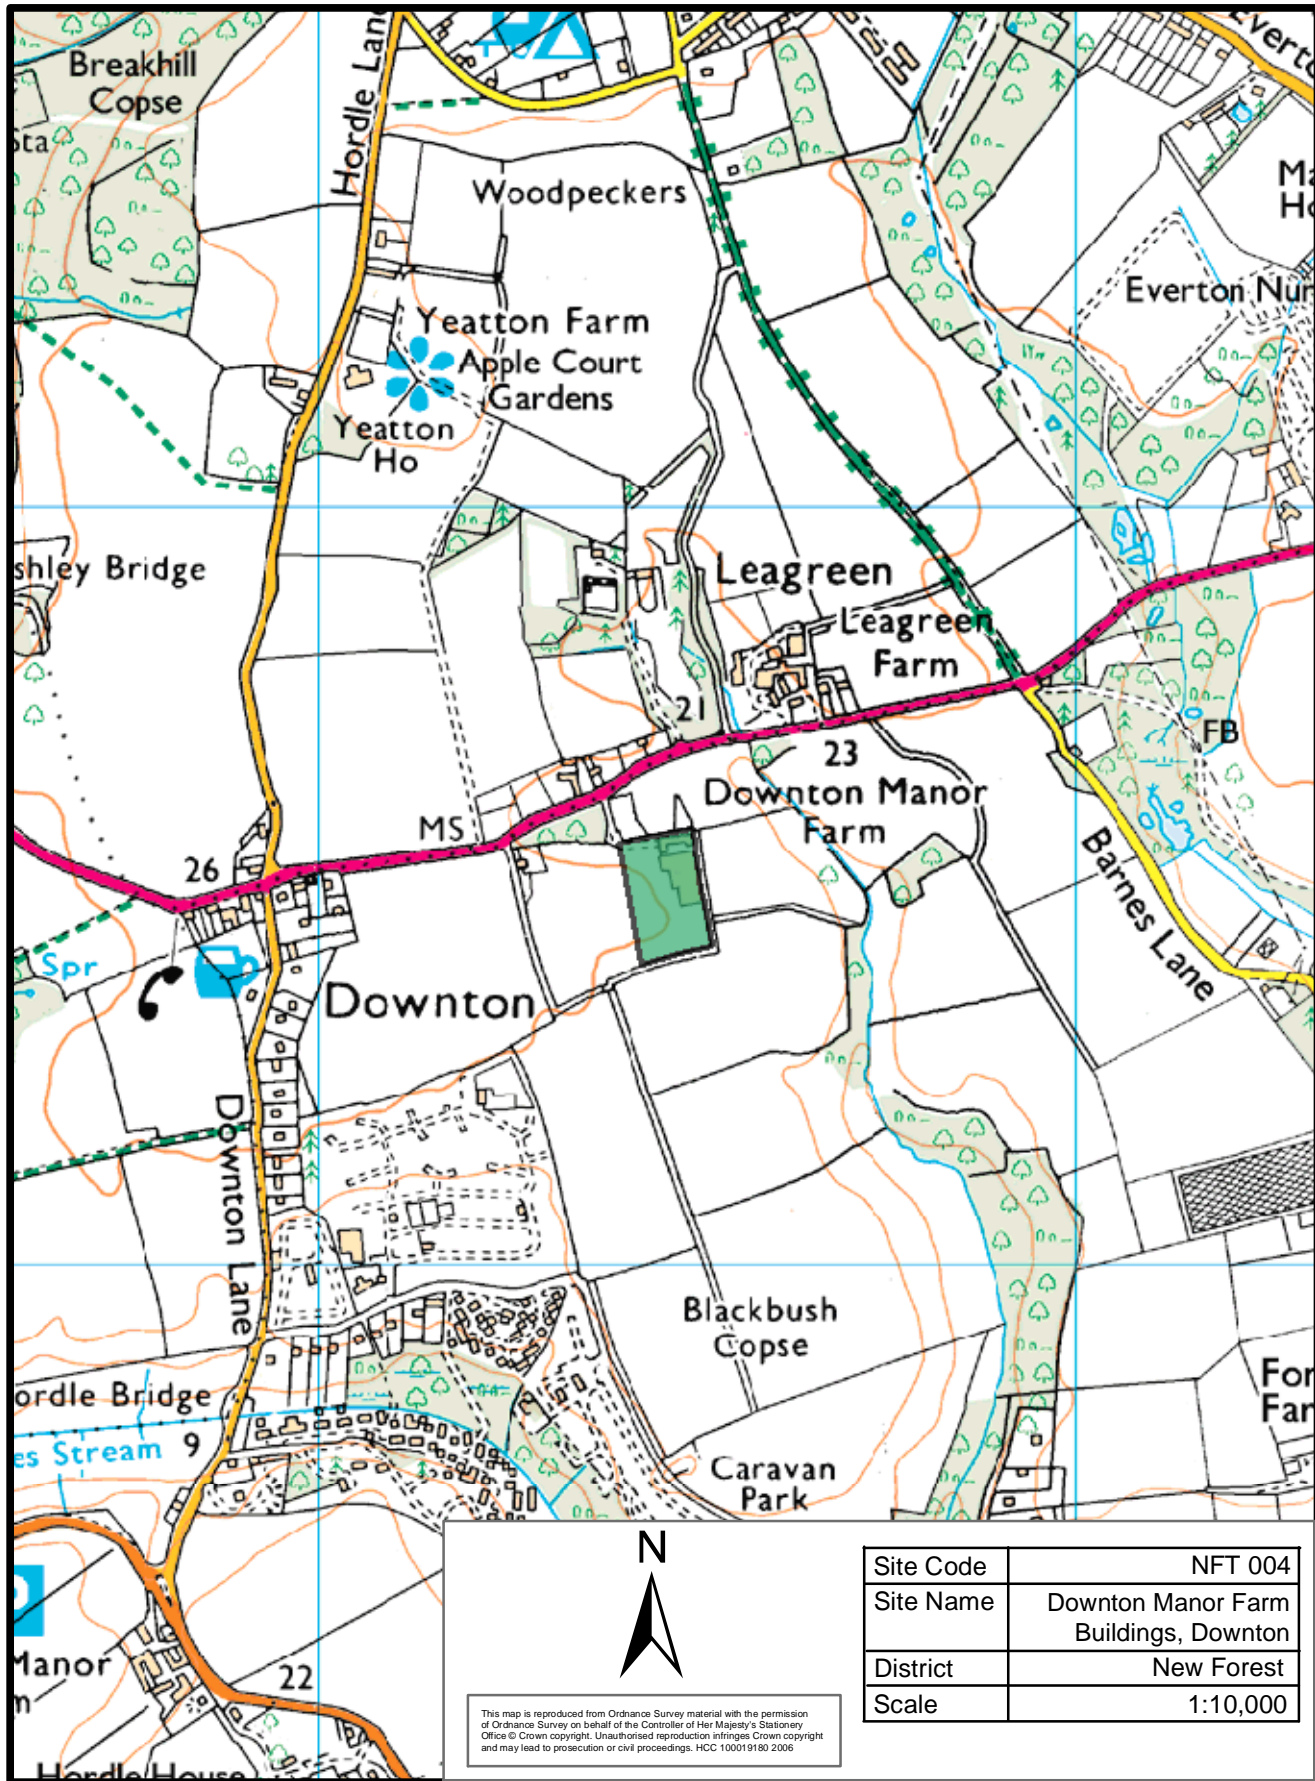 Breakhill
Copse
Hordle Lane
Woodpeckers
Yeatton Farm
Apple Court
Gardens
Yeatton
Ho
Everton Nur
shley Bridge
Leagreen
Leagreen
Farm
21
23
FB
Downton Manor
Farm
MS
26
Barnes Lane
Spr
Downton
Downton Lane
Blackbush
Copse
ordle Bridge
es Stream
9
Caravan
Park
For
Far
Manor
m
22
Hordle House
N
Site Code NFT 004
Site Name Downton Manor Farm
Buildings, Downton
District New Forest
Scale 1:10,000
This map is reproduced from Ordnance Survey material with the permission
of Ordnance Survey on behalf of the Controller of Her Majesty's Stationery
Office © Crown copyright. Unauthorised reproduction infringes Crown copyright
and may lead to prosecution or civil proceedings. HCC 100019180 2006